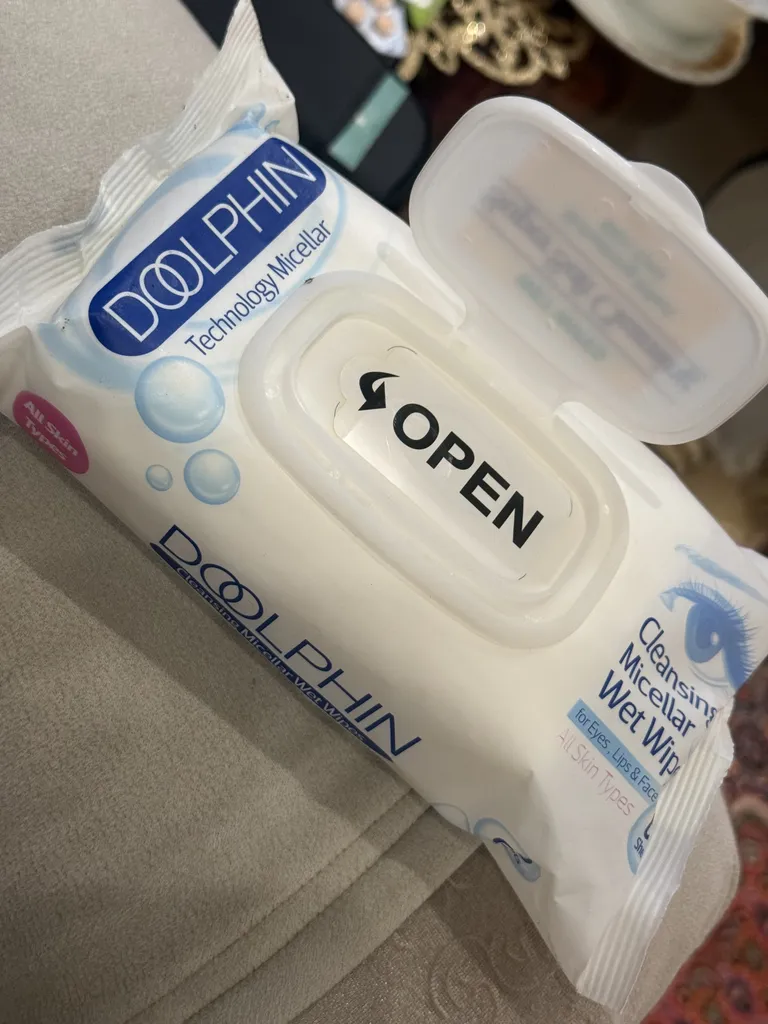 DOOLPHIN
Technology Micellar
All Skin
Types
OPEN
DOOLPHIN
Cleansing Micellar Wet Wipes
Cleansing
Micellar
Wet Wip
for Eyes, Lips & Face
All Skin Types